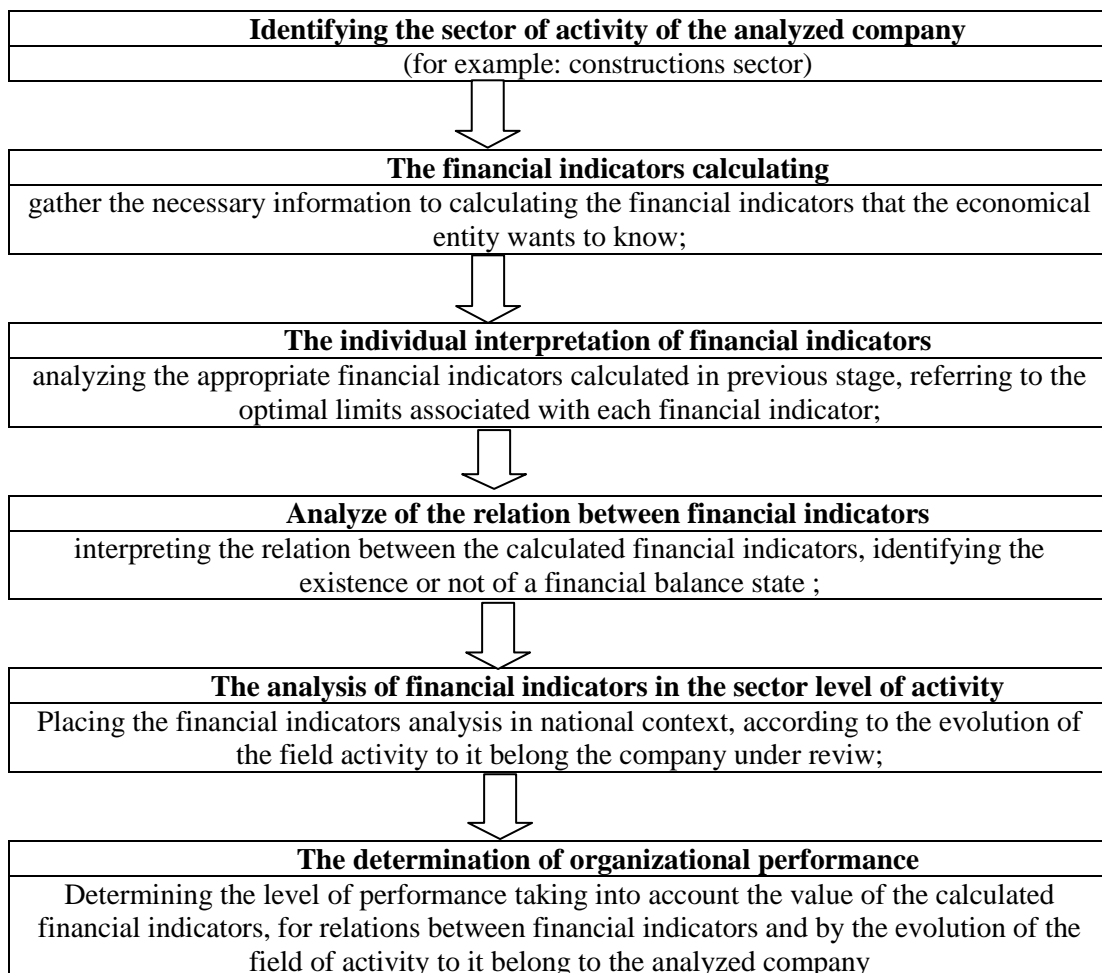 Identifying the sector of activity of the analyzed company
(for example: constructions sector)
The financial indicators calculating
gather the necessary information to calculating the financial indicators that the economical
entity wants to know;
The individual interpretation of financial indicators
analyzing the appropriate financial indicators calculated in previous stage, referring to the
optimal limits associated with each financial indicator;
Analyze of the relation between financial indicators
interpreting the relation between the calculated financial indicators, identifying the
existence or not of a financial balance state ;
The analysis of financial indicators in the sector level of activity
Placing the financial indicators analysis in national context, according to the evolution of
the field activity to it belong the company under reviw;
The determination of organizational performance
Determining the level of performance taking into account the value of the calculated
financial indicators, for relations between financial indicators and by the evolution of the
field of activity to it belong to the analyzed company